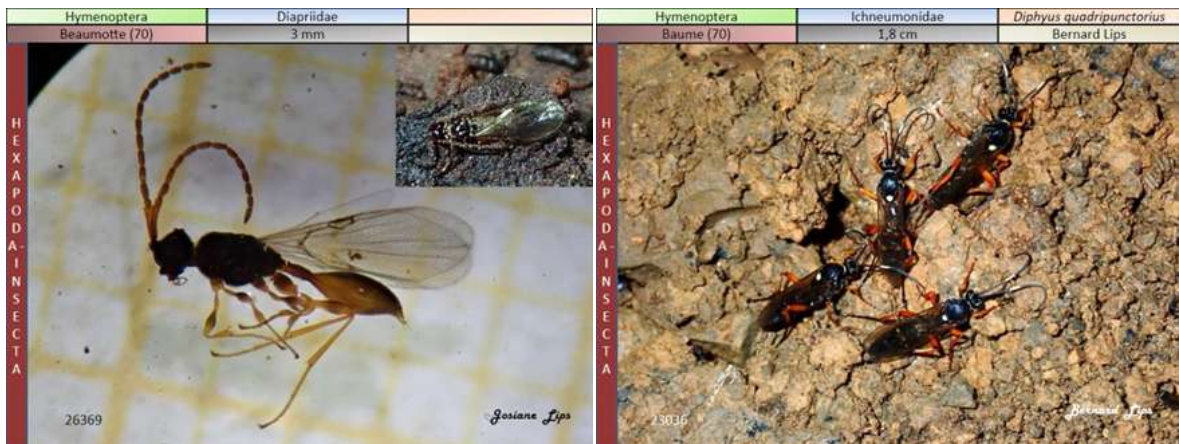 Hymenoptera Diapriidae
Beaumotte (70) 3 mm
HEXAPODA-INSECTA
26369 Josiane Lips
Hymenoptera Ichneumonidae Diphyus quadripunctorius
Baume (70) 1,8 cm Bernard Lips
HEXAPODA-INSECTA
23036 Bernard Lips